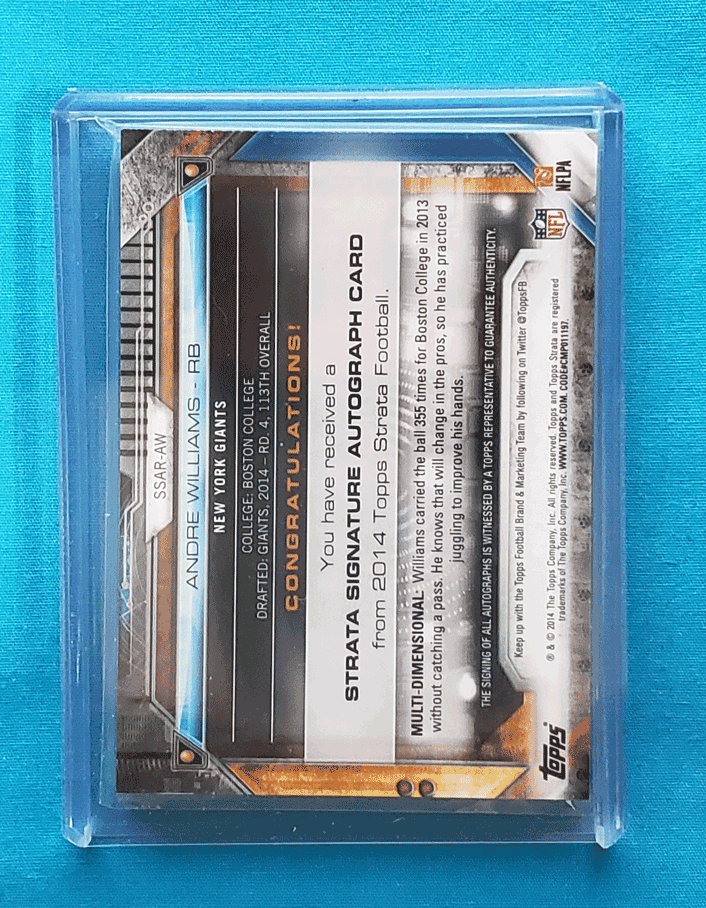 SSAR-AW
ANDRE WILLIAMS - RB
NEW YORK GIANTS
COLLEGE: BOSTON COLLEGE
DRAFTED: GIANTS, 2014 – RD. 4, 113TH OVERALL
CONGRATULATIONS!
You have received a
STRATA SIGNATURE AUTOGRAPH CARD
from 2014 Topps Strata Football.
MULTI-DIMENSIONAL: Williams carried the ball 355 times for Boston College in 2013
without catching a pass. He knows that will change in the pros, so he has practiced
juggling to improve his hands.
THE SIGNING OF ALL AUTOGRAPHS IS WITNESSED BY A TOPPS REPRESENTATIVE TO GUARANTEE AUTHENTICITY.
Keep up with the Topps Football Brand & Marketing Team by following on Twitter @ToppsFB
® & © 2014 The Topps Company, Inc. All rights reserved. Topps and Topps Strata are registered
trademarks of The Topps Company, Inc. WWW.TOPPS.COM. CODE#CMP011197.
Topps
NFL
NFLPA